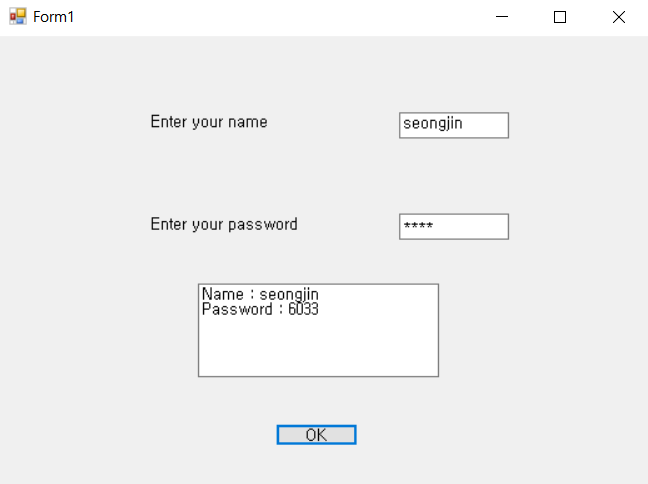 Form1
Enter your name
seongjin
Enter your password
****
Name : seongjin
Password : 6033
OK